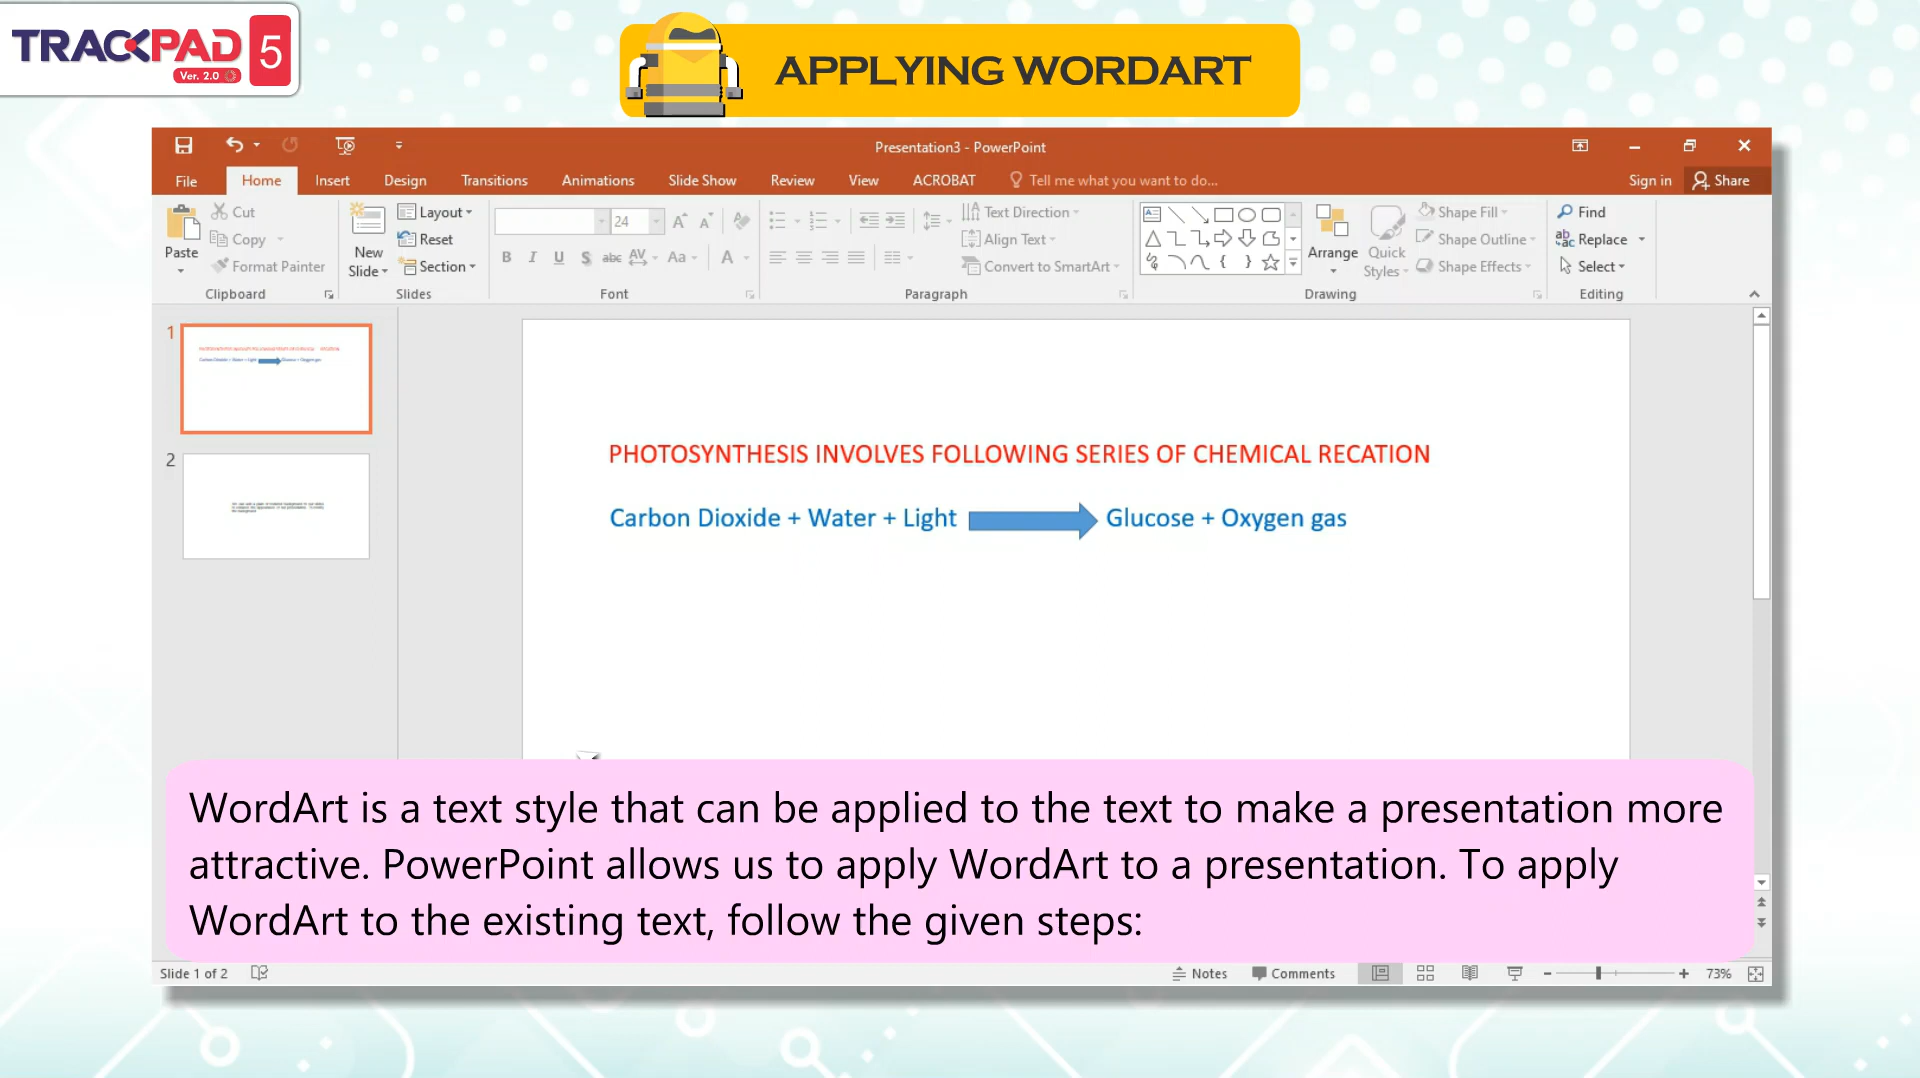 TRACKPAD 5
Ver. 2.0
APPLYING WORDART
Presentation3 - PowerPoint
File Home Insert Design Transitions Animations Slide Show Review View ACROBAT Tell me what you want to do... Sign in Share
Paste
Cut
Copy
Format Painter
Clipboard
New
Slide
Layout
Reset
Section
Slides
24
B I U S abc AV Aa A
Font
Text Direction
Align Text
Convert to SmartArt
Paragraph
Arrange
Quick
Styles
Shape Fill
Shape Outline
Shape Effects
Drawing
Find
Replace
Select
Editing
1
2
PHOTOSYNTHESIS INVOLVES FOLLOWING SERIES OF CHEMICAL RECATION
Carbon Dioxide + Water + Light Glucose + Oxygen gas
WordArt is a text style that can be applied to the text to make a presentation more
attractive. PowerPoint allows us to apply WordArt to a presentation. To apply
WordArt to the existing text, follow the given steps:
Slide 1 of 2 Notes Comments 73%